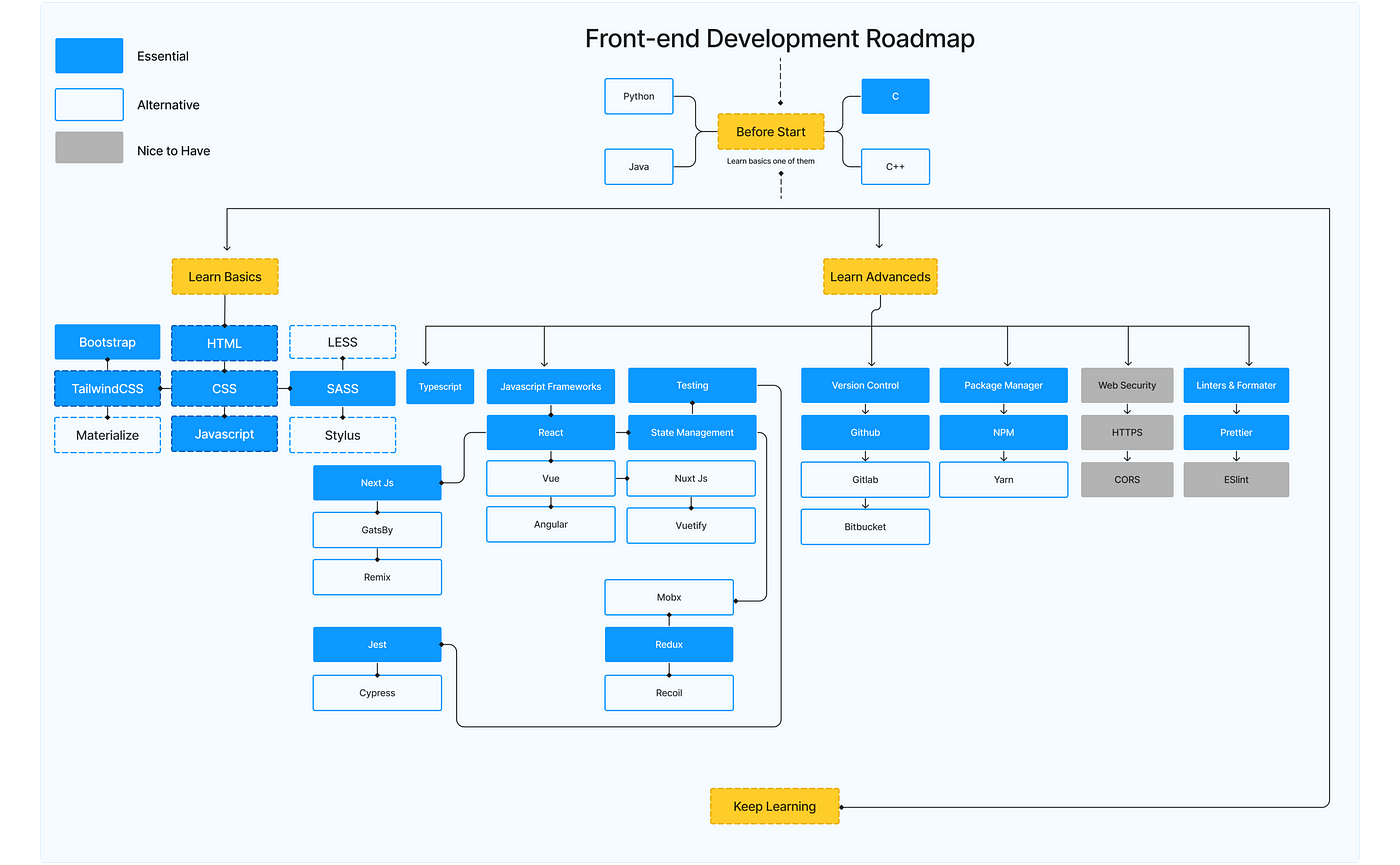 Front-end Development Roadmap
Essential
Alternative
Nice to Have
Python
C
Before Start
Learn basics one of them
Java
C++
Learn Basics
Learn Advanceds
Bootstrap
HTML
LESS
TailwindCSS
CSS
SASS
Materialize
Javascript
Stylus
Typescript
Javascript Frameworks
Testing
Version Control
Package Manager
Web Security
Linters & Formater
React
State Management
Github
NPM
HTTPS
Prettier
Vue
Nuxt Js
Gitlab
Yarn
CORS
ESlint
Next Js
Angular
Vuetify
Bitbucket
GatsBy
Remix
Mobx
Jest
Redux
Cypress
Recoil
Keep Learning